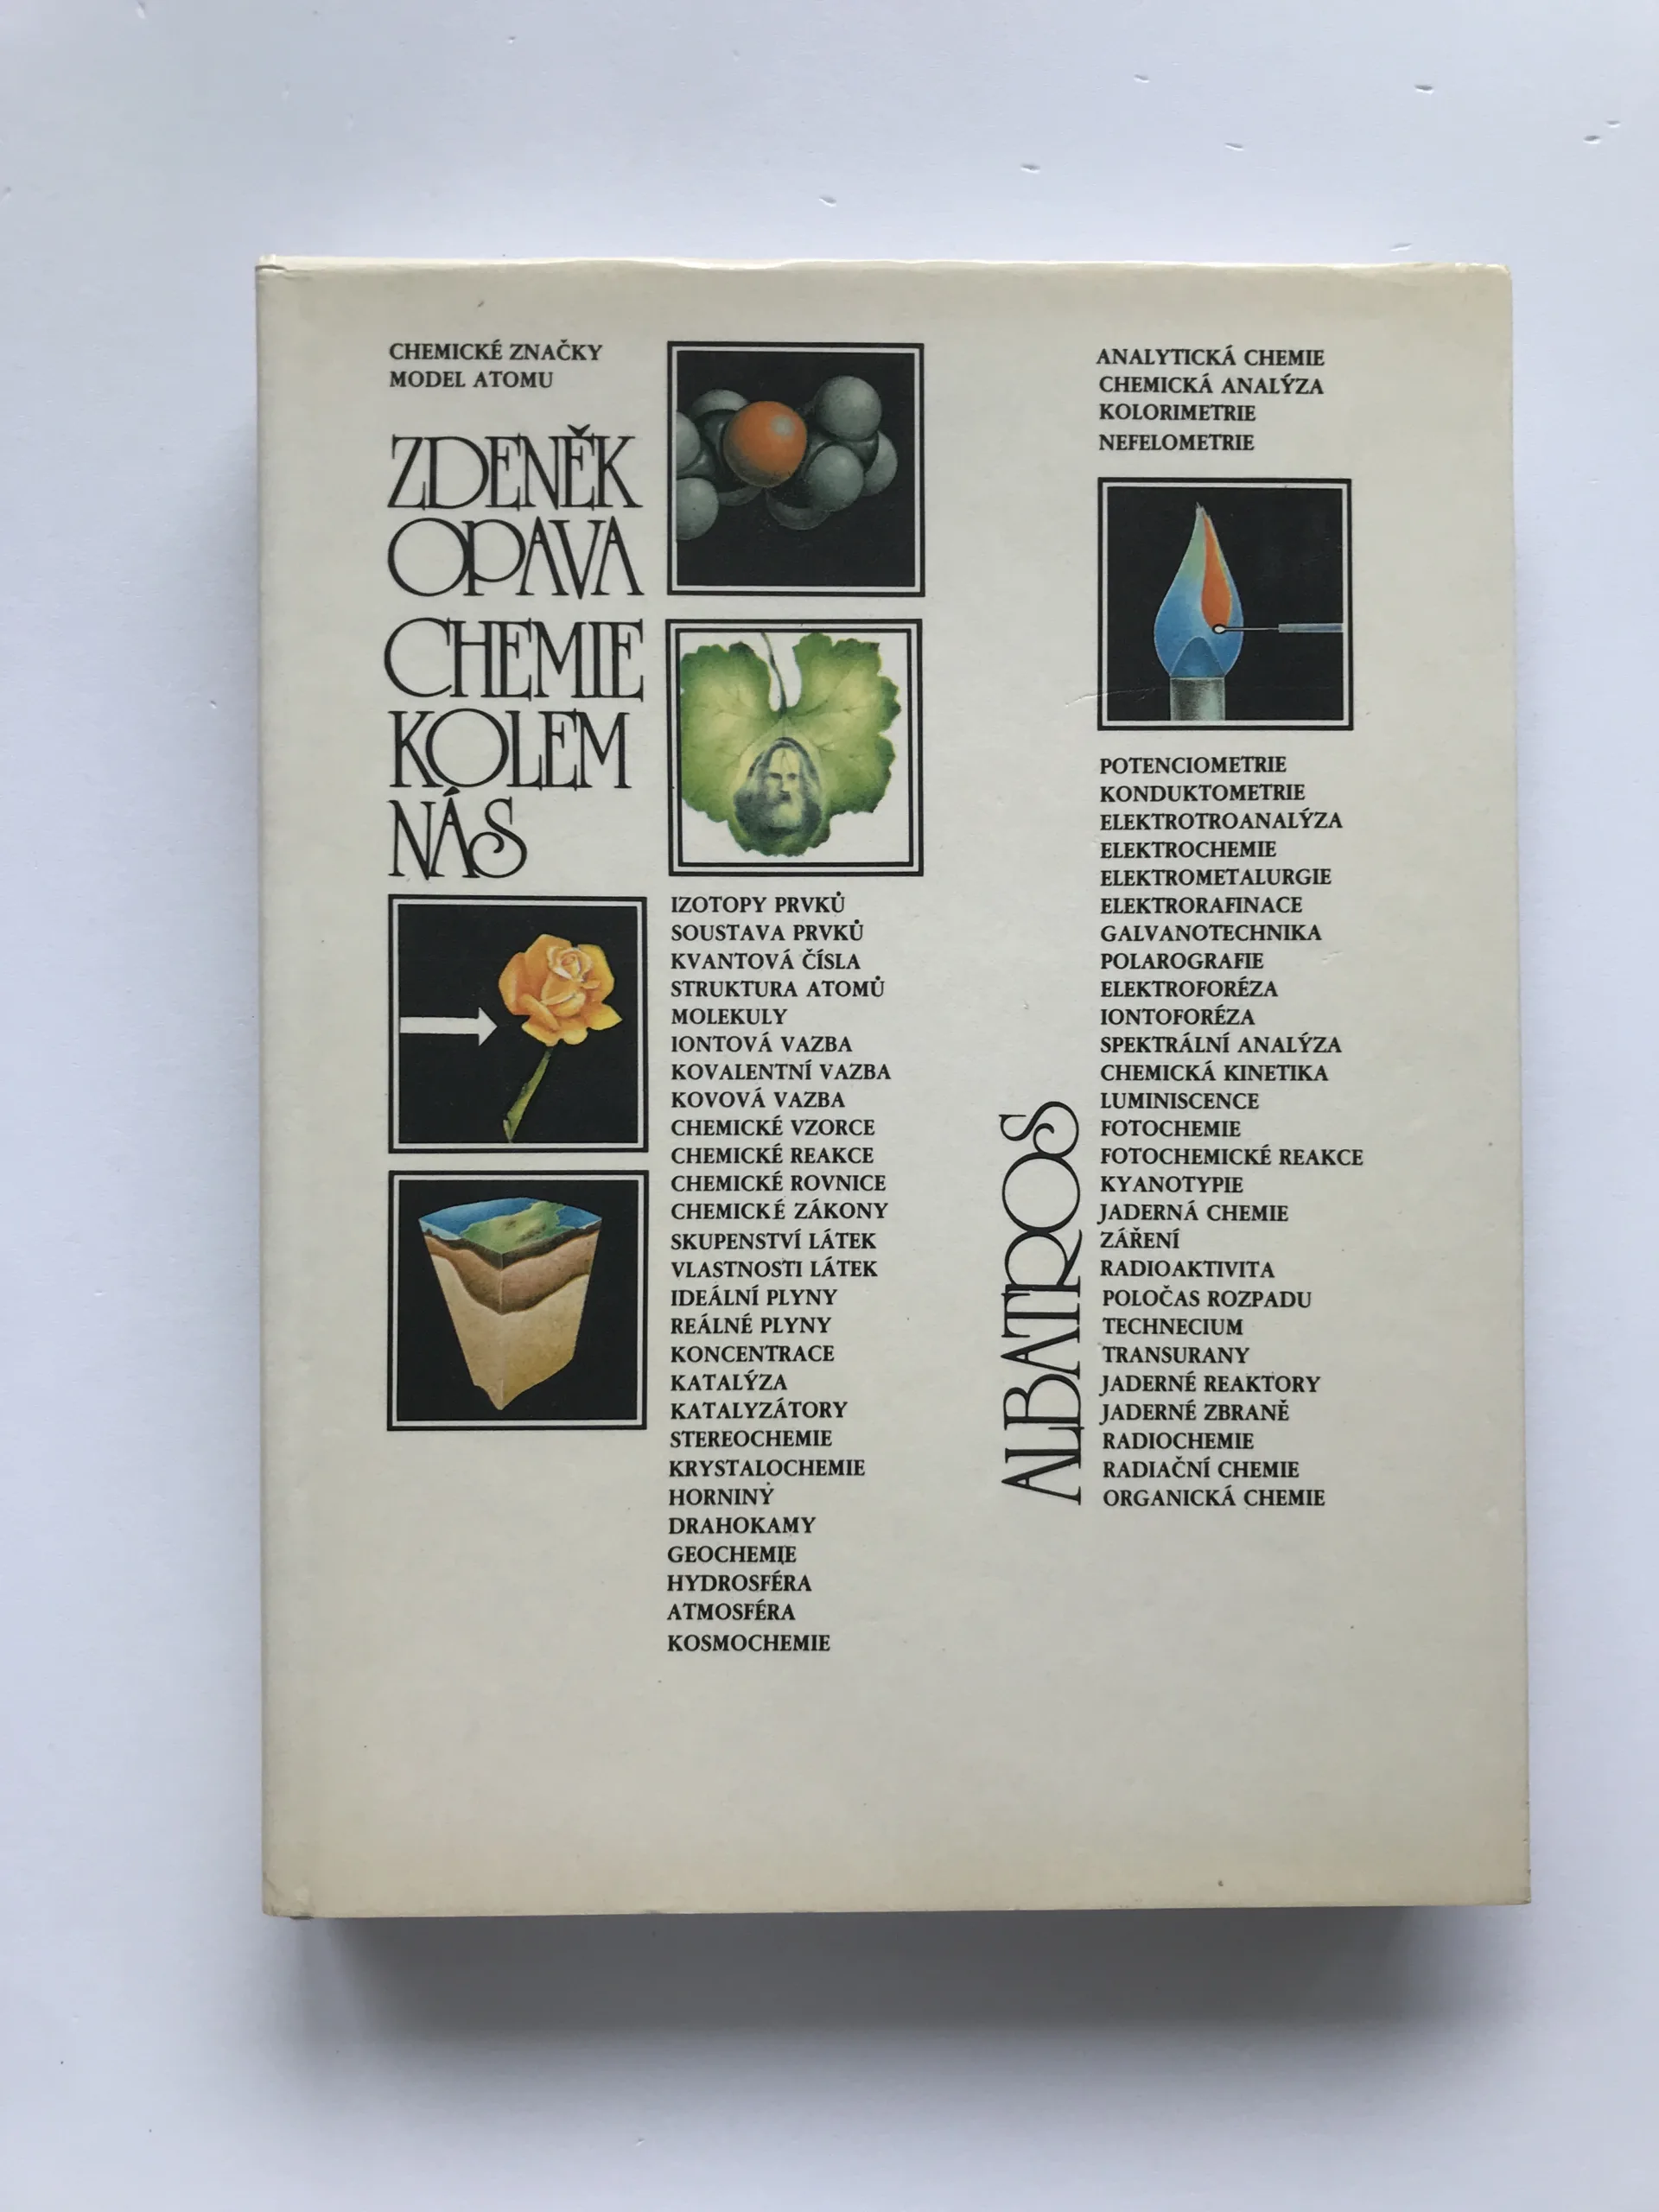 CHEMICKÉ ZNAČKY
MODEL ATOMU
ZDENĚK
OPAVA
CHEMIE
KOLEM
NÁS
IZOTOPY PRVKŮ
SOUSTAVA PRVKŮ
KVANTOVÁ ČÍSLA
STRUKTURA ATOMŮ
MOLEKULY
IONTOVÁ VAZBA
KOVALENTNÍ VAZBA
KOVOVÁ VAZBA
CHEMICKÉ VZORCE
CHEMICKÉ REAKCE
CHEMICKÉ ROVNICE
CHEMICKÉ ZÁKONY
SKUPENSTVÍ LÁTEK
VLASTNOSTI LÁTEK
IDEÁLNÍ PLYNY
REÁLNÉ PLYNY
KONCENTRACE
KATALÝZA
KATALYZÁTORY
STEREOCHEMIE
KRYSTALOCHEMIE
HORNINY
DRAHOKAMY
GEOCHEMIE
HYDROSFÉRA
ATMOSFÉRA
KOSMOCHEMIE
ALBATROS
ANALYTICKÁ CHEMIE
CHEMICKÁ ANALÝZA
KOLORIMETRIE
NEFELOMETRIE
POTENCIOMETRIE
KONDUKTOMETRIE
ELEKTROTROANALÝZA
ELEKTROCHEMIE
ELEKTROMETALURGIE
ELEKTRORAFINACE
GALVANOTECHNIKA
POLAROGRAFIE
ELEKTROFORÉZA
IONTOFORÉZA
SPEKTRÁLNÍ ANALÝZA
CHEMICKÁ KINETIKA
LUMINISCENCE
FOTOCHEMIE
FOTOCHEMICKÉ REAKCE
KYANOTYPIE
JADERNÁ CHEMIE
ZÁŘENÍ
RADIOAKTIVITA
POLOČAS ROZPADU
TECHNECIUM
TRANSURANY
JADERNÉ REAKTORY
JADERNÉ ZBRANĚ
RADIOCHEMIE
RADIAČNÍ CHEMIE
ORGANICKÁ CHEMIE